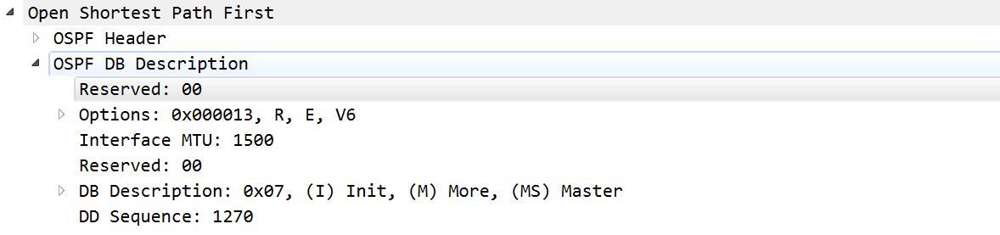 Open Shortest Path First
OSPF Header
OSPF DB Description
Reserved: 00
Options: 0x000013, R, E, V6
Interface MTU: 1500
Reserved: 00
DB Description: 0x07, (I) Init, (M) More, (MS) Master
DD Sequence: 1270